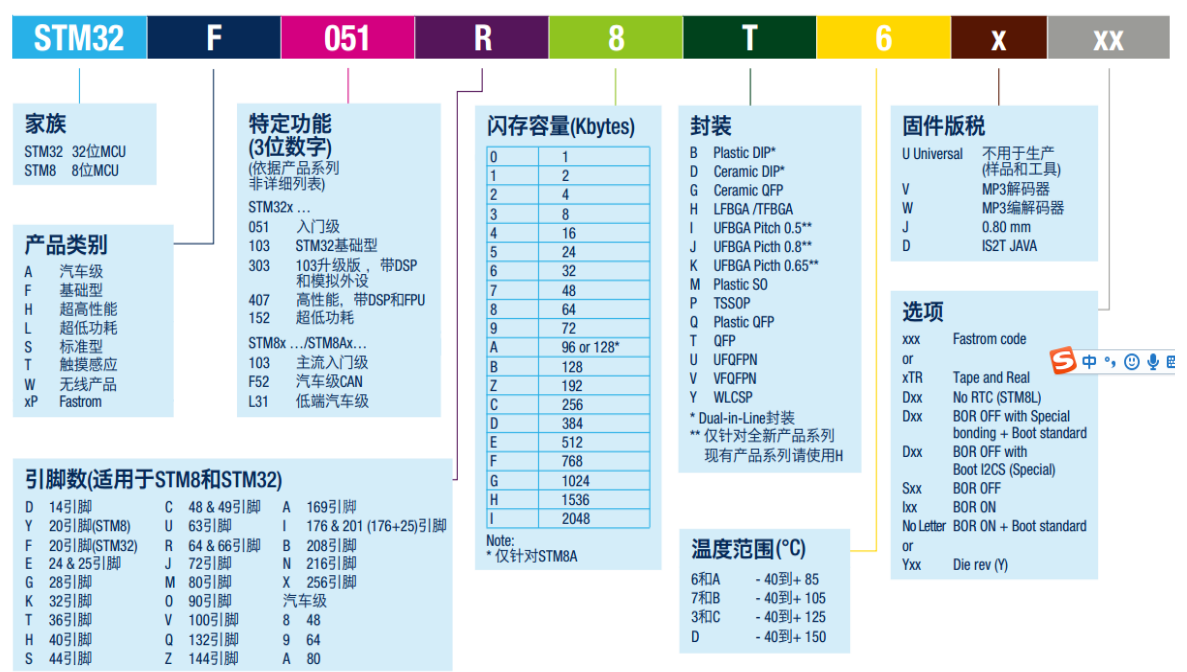 STM32 F 051 R 8 T 6 x xx
家族
STM32 32位MCU
STM8 8位MCU
产品类别
A 汽车级
F 基础型
H 超高性能
L 超低功耗
S 标准型
T 触摸感应
W 无线产品
xP Fastrom
特定功能
(3位数字)
(依据产品系列
非详细列表)
STM32x ...
051 入门级
103 STM32基础型
303 103升级版，带DSP
和模拟外设
407 高性能，带DSP和FPU
152 超低功耗
STM8x .../STM8Ax...
103 主流入门级
F52 汽车级CAN
L31 低端汽车级
引脚数(适用于STM8和STM32)
D 14引脚 C 48 & 49引脚 A 169引脚
Y 20引脚(STM8) U 63引脚 I 176 & 201 (176+25)引脚
F 20引脚(STM32) R 64 & 66引脚 B 208引脚
E 24 & 25引脚 J 72引脚 N 216引脚
G 28引脚 M 80引脚 X 256引脚
K 32引脚 O 90引脚 汽车级
T 36引脚 V 100引脚 8 48
H 40引脚 Q 132引脚 9 64
S 44引脚 Z 144引脚 A 80
闪存容量(Kbytes)
0 1
1 2
2 4
3 8
4 16
5 24
6 32
7 48
8 64
9 72
A 96 or 128*
B 128
Z 192
C 256
D 384
E 512
F 768
G 1024
H 1536
I 2048
Note:
* 仅针对STM8A
封装
B Plastic DIP*
D Ceramic DIP*
G Ceramic QFP
H LFBGA /TFBGA
I UFBGA Pitch 0.5**
J UFBGA Picth 0.8**
K UFBGA Picth 0.65**
M Plastic SO
P TSSOP
Q Plastic QFP
T QFP
U UFQFPN
V VFQFPN
Y WLCSP
* Dual-in-Line封装
** 仅针对全新产品系列
现有产品系列请使用H
温度范围(°C)
6和A - 40到+ 85
7和B - 40到+ 105
3和C - 40到+ 125
D - 40到+ 150
固件版税
U Universal 不用于生产
(样品和工具)
V MP3解码器
W MP3编解码器
J 0.80 mm
D IS2T JAVA
选项
xxx Fastrom code
or
xTR Tape and Real
Dxx No RTC (STM8L)
Dxx BOR OFF with Special
bonding + Boot standard
Dxx BOR OFF with
Boot I2CS (Special)
Sxx BOR OFF
Ixx BOR ON
No Letter BOR ON + Boot standard
or
Yxx Die rev (Y)
S 中